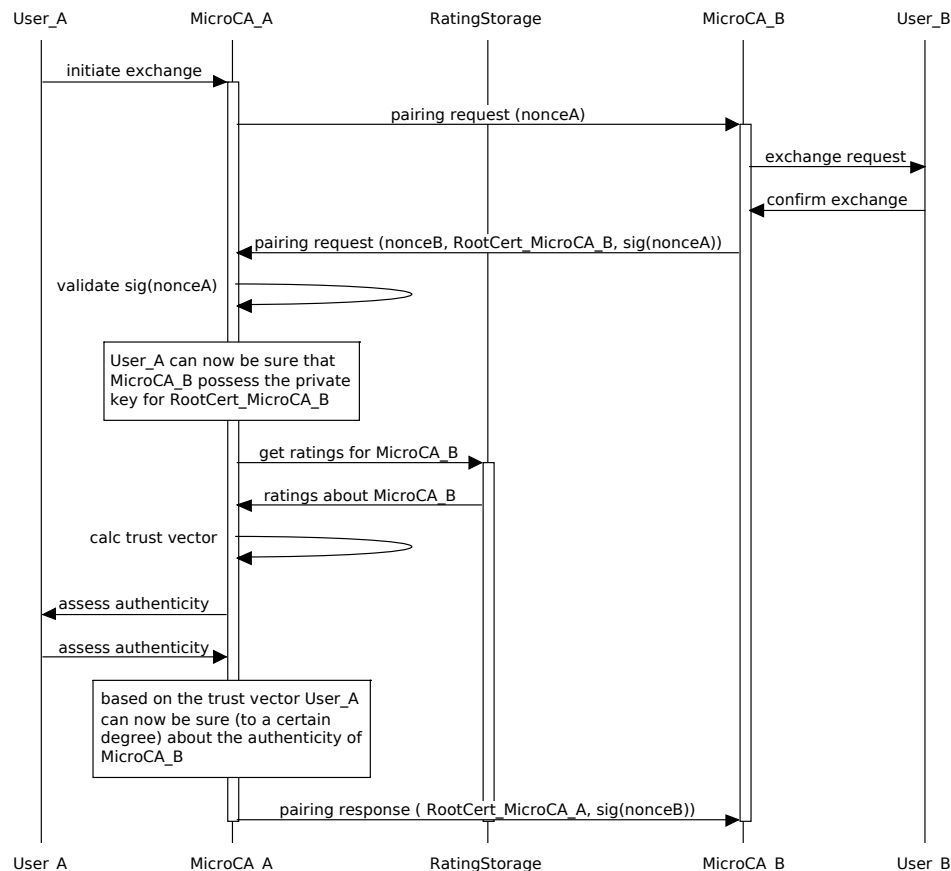 User_A MicroCA_A RatingStorage MicroCA_B User_B
initiate exchange
pairing request (nonceA)
exchange request
confirm exchange
pairing request (nonceB, RootCert_MicroCA_B, sig(nonceA))
validate sig(nonceA)
User_A can now be sure that
MicroCA_B possess the private
key for RootCert_MicroCA_B
get ratings for MicroCA_B
ratings about MicroCA_B
calc trust vector
assess authenticity
assess authenticity
based on the trust vector User_A
can now be sure (to a certain
degree) about the authenticity of
MicroCA_B
pairing response ( RootCert_MicroCA_A, sig(nonceB))
User_A MicroCA_A RatingStorage MicroCA_B User_B